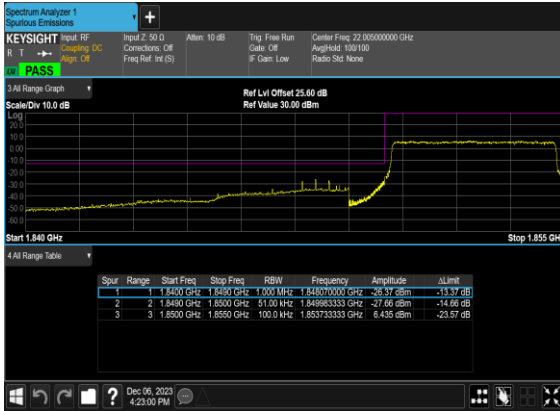 Spectrum Analyzer 1
Spurious Emissions
+
KEYSIGHT
R T
Input: RF
Coupling: DC
Align: Off
Input Z: 50 Ω
Corrections: Off
Freq Ref: Int (S)
Atten: 10 dB
Trig: Free Run
Gate: Off
IF Gain: Low
Center Freq: 22.005000000 GHz
Avg|Hold: 100/100
Radio Std: None
PASS
3 All Range Graph
Scale/Div 10.0 dB
Ref Lvl Offset 25.60 dB
Ref Value 30.00 dBm
Log
20.0
10.0
0.00
-10.0
-20.0
-30.0
-40.0
-50.0
-60.0
Start 1.840 GHz
Stop 1.855 GH
4 All Range Table
Spur Range Start Freq Stop Freq RBW Frequency Amplitude ΔLimit
1 1 1.8400 GHz 1.8490 GHz 1.000 MHz 1.848070000 GHz -26.37 dBm -13.37 dB
2 2 1.8490 GHz 1.8500 GHz 51.00 kHz 1.849983333 GHz -27.66 dBm -14.66 dB
3 3 1.8500 GHz 1.8550 GHz 100.0 kHz 1.853733333 GHz 6.435 dBm -23.57 dB
?
Dec 06, 2023
4:23:00 PM